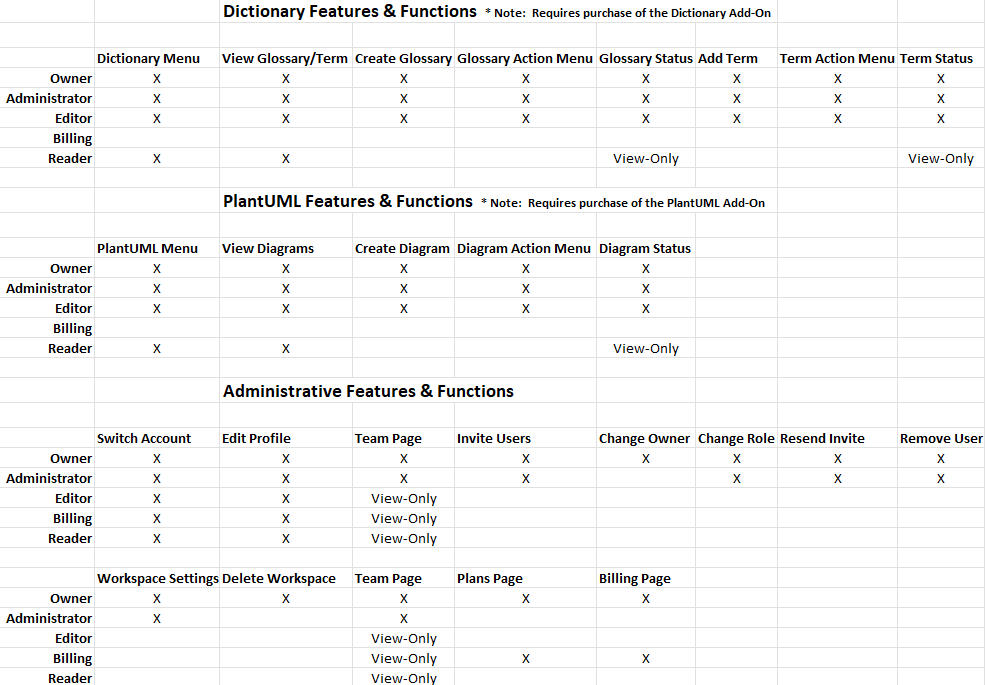 Dictionary Features & Functions * Note: Requires purchase of the Dictionary Add-On
Dictionary Menu View Glossary/Term Create Glossary Glossary Action Menu Glossary Status Add Term Term Action Menu Term Status
Owner X X X X X X X X
Administrator X X X X X X X X
Editor X X X X X X X X
Billing
Reader X X View-Only View-Only
PlantUML Features & Functions * Note: Requires purchase of the PlantUML Add-On
PlantUML Menu View Diagrams Create Diagram Diagram Action Menu Diagram Status
Owner X X X X X
Administrator X X X X X
Editor X X X X X
Billing
Reader X X View-Only
Administrative Features & Functions
Switch Account Edit Profile Team Page Invite Users Change Owner Change Role Resend Invite Remove User
Owner X X X X X X X X
Administrator X X X X X X X
Editor X X View-Only
Billing X X View-Only
Reader X X View-Only
Workspace Settings Delete Workspace Team Page Plans Page Billing Page
Owner X X X X X
Administrator X X
Editor View-Only
Billing View-Only X X
Reader View-Only